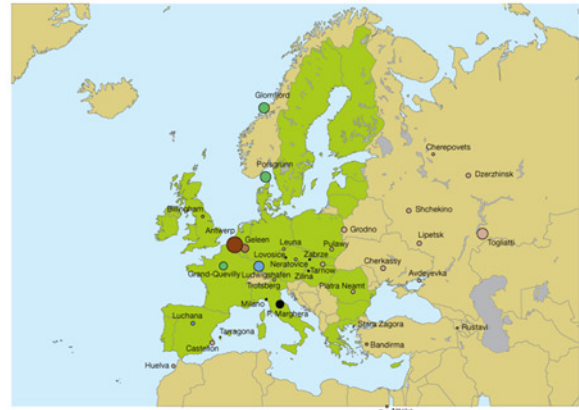 Glomfjord
Cherepovets
Porsgrunn
Dzerzhinsk
Shchekino
Billingham
Grodno
Lipetsk
Togliatti
Antwerp
Geleen
Leuna
Pulawy
Lovosice
Zabrze
Neratovice
Tarnow
Cherkassy
Avdeyevka
Grand-Quevilly
Ludwigshafen
Zilina
Trotsberg
Piatra Neamt
Milano
P. Marghera
Luchana
Stara Zagora
Rustavi
Tarragona
Bandirma
Castellon
Huelva